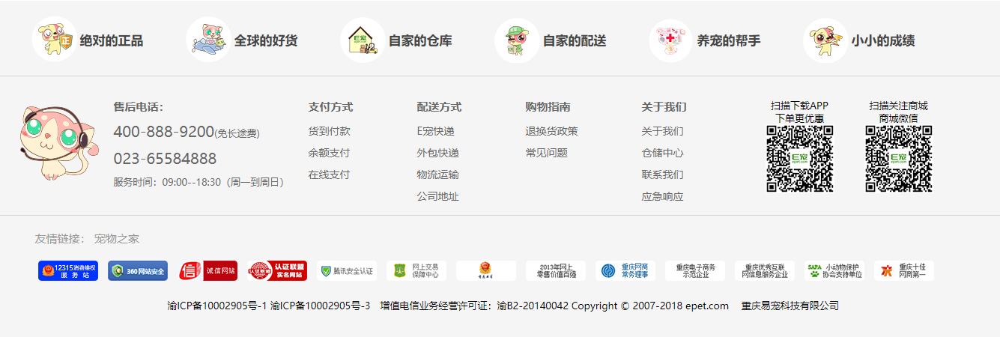 绝对的正品 全球的好货 自家的仓库 自家的配送 养宠的帮手 小小的成绩
售后电话：
400-888-9200(免长途费)
023-65584888
服务时间：09:00--18:30（周一到周日）
支付方式
货到付款
余额支付
在线支付
配送方式
E宠快递
外包快递
物流运输
公司地址
购物指南
退换货政策
常见问题
关于我们
关于我们
仓储中心
联系我们
应急响应
扫描下载APP
下单更优惠
E宠
epet.com
扫描关注商城
商城微信
E宠
epet.com
友情链接： 宠物之家
12315消费维权
服务站
360网站安全
信 诚信网站
认证联盟
实名网站
腾讯安全认证
网上交易
保障中心
2013年网上
零售价值百强
重庆网商
常务理事
重庆电子商务
示范企业
重庆优秀互联
网信息服务企业
SAPA 小动物保护
协会支持单位
重庆十佳
网商第一
渝ICP备10002905号-1 渝ICP备10002905号-3 增值电信业务经营许可证：渝B2-20140042 Copyright © 2007-2018 epet.com 重庆易宠科技有限公司